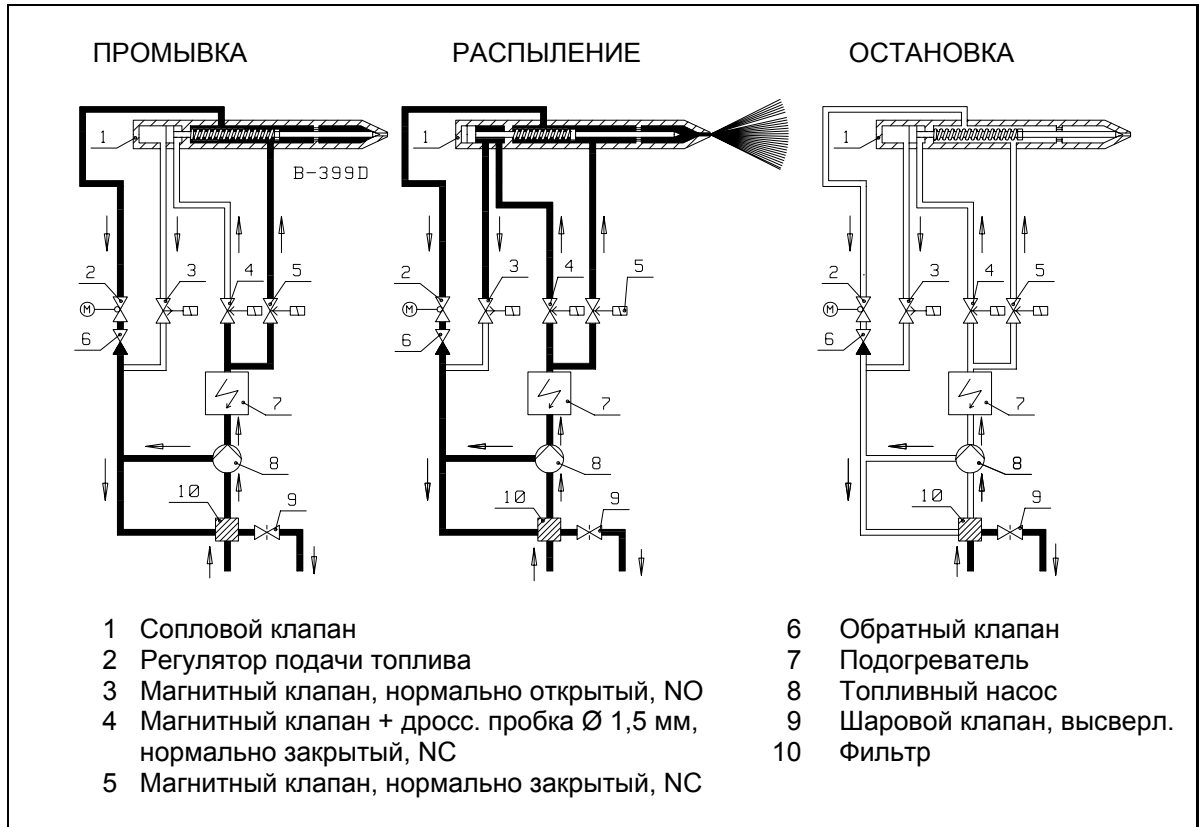 ПРОМЫВКА
РАСПЫЛЕНИЕ
ОСТАНОВКА
1
B-399D
2
3
4
5
M
6
7
8
10
9
1
2
3
4
5
M
6
7
8
10
9
1
2
3
4
5
M
6
7
8
10
9
1 Сопловой клапан
2 Регулятор подачи топлива
3 Магнитный клапан, нормально открытый, NO
4 Магнитный клапан + дросс. пробка Ø 1,5 мм,
нормально закрытый, NC
5 Магнитный клапан, нормально закрытый, NC
6 Обратный клапан
7 Подогреватель
8 Топливный насос
9 Шаровой клапан, высверл.
10 Фильтр